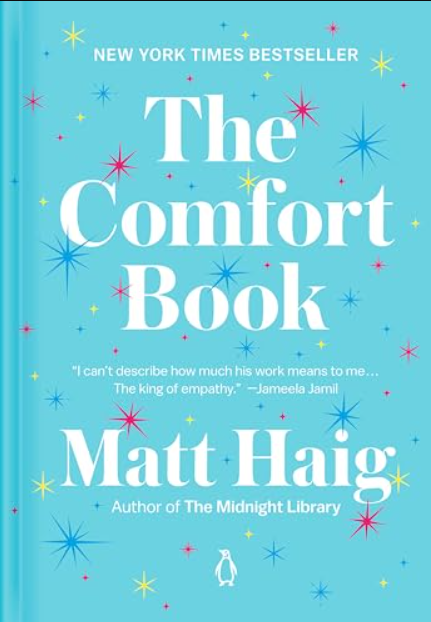 NEW YORK TIMES BESTSELLER
The
Comfort
Book
“I can’t describe how much his work means to me...
The king of empathy.” —Jameela Jamil
Matt Haig
Author of The Midnight Library